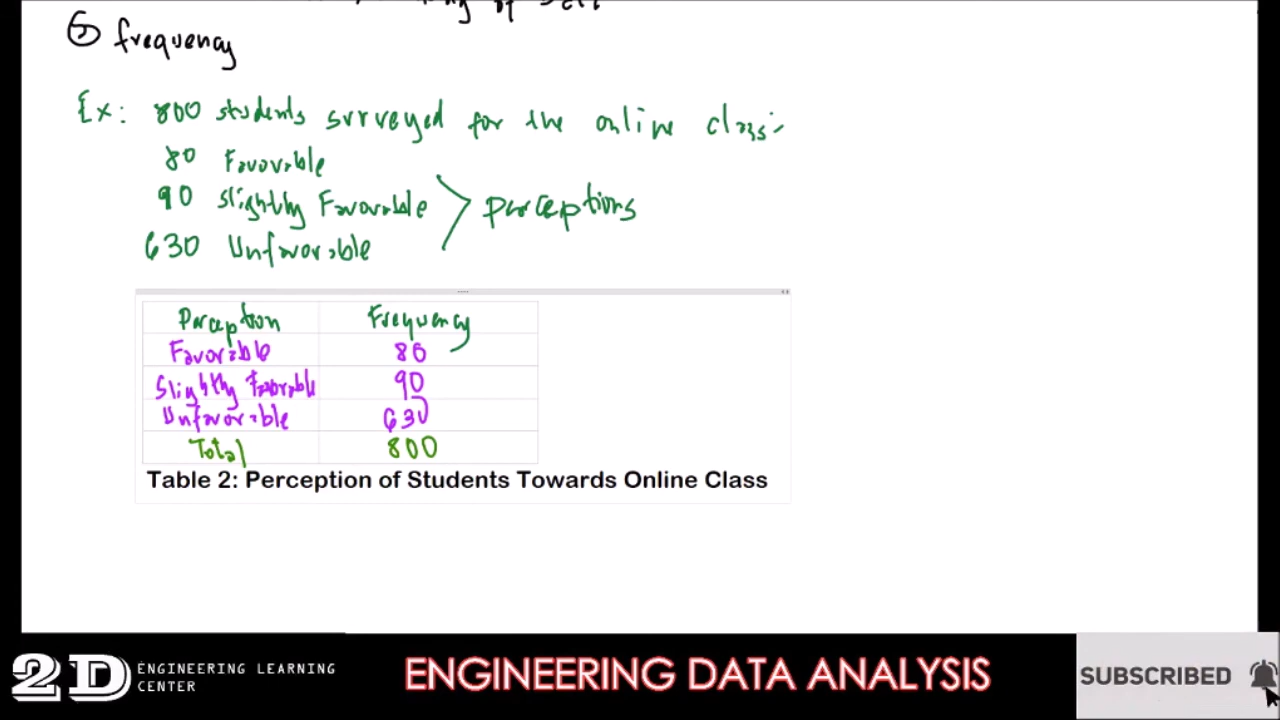 of
⑤ frequency
Ex: 800 students surveyed for the online class:
80 Favorable
90 Slightly Favorable
630 Unfavorable
perceptions
Perception Frequency
Favorable 80
Slightly Favorable 90
Unfavorable 630
Total 800
Table 2: Perception of Students Towards Online Class
2D ENGINEERING LEARNING
CENTER
ENGINEERING DATA ANALYSIS
SUBSCRIBED